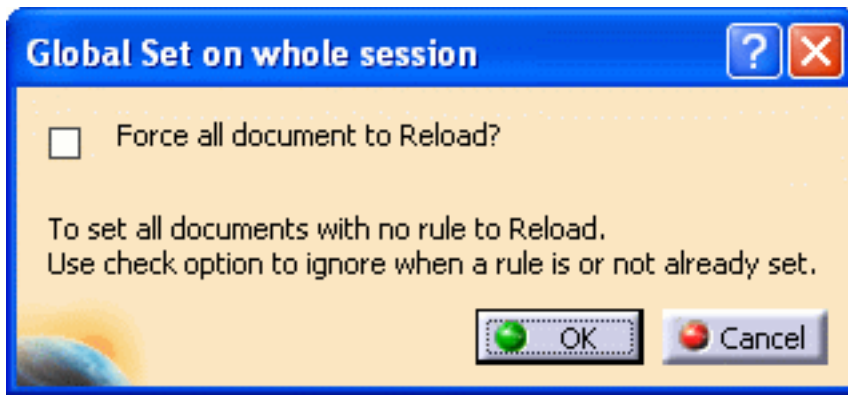 Global Set on whole session
?
Force all document to Reload?
To set all documents with no rule to Reload.
Use check option to ignore when a rule is or not already set.
OK Cancel